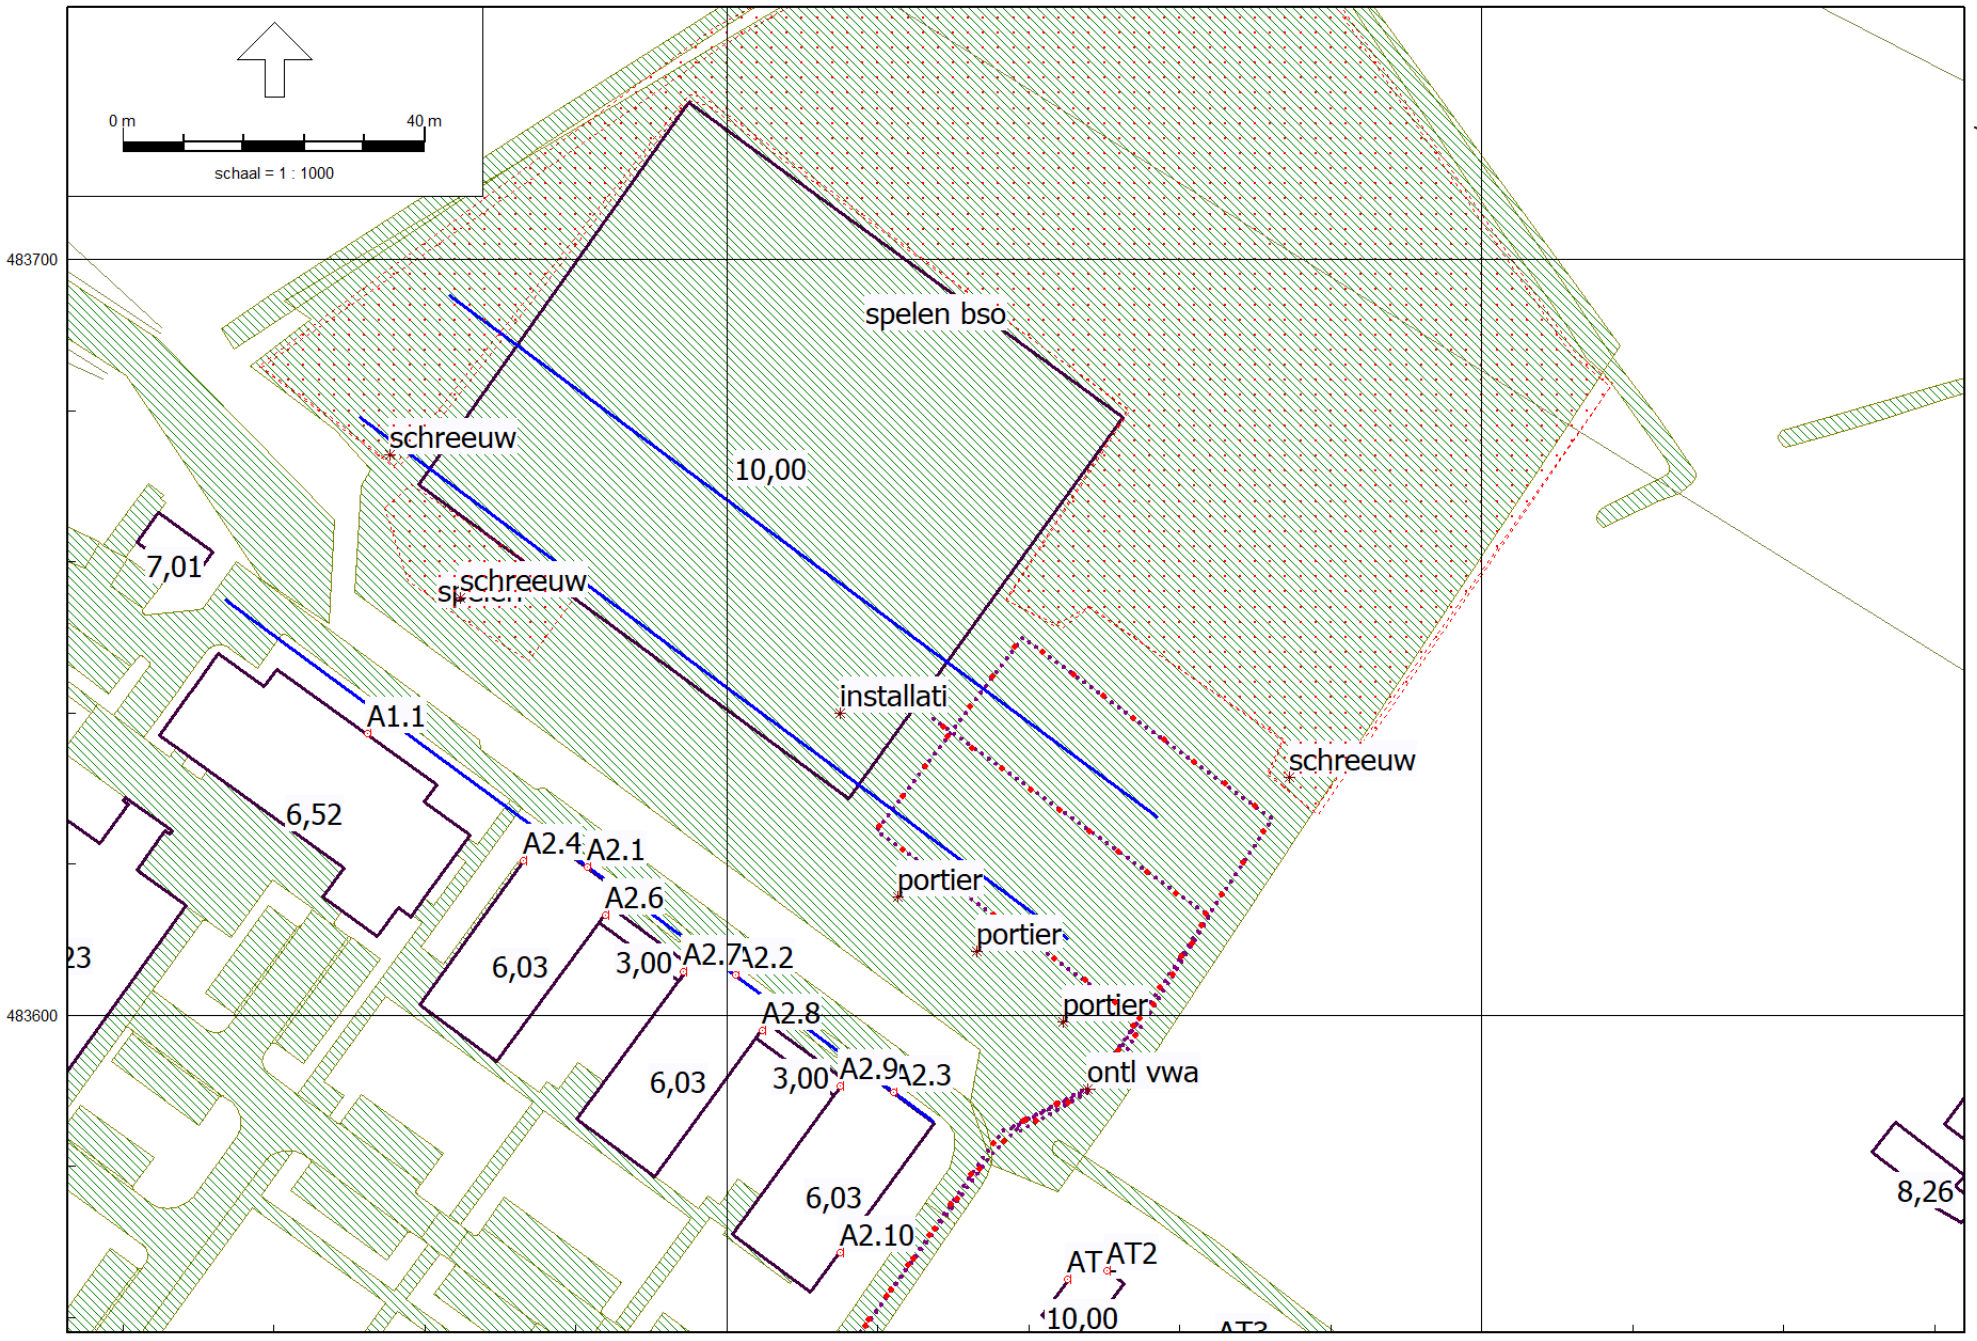 0 m 40 m
schaal = 1 : 1000
483700
spelen bso
schreeuw
10,00
7,01
schreeuw
spelen
installati
A1.1
schreeuw
6,52
A2.4
A2.1
portier
A2.6
portier
23
6,03
3,00
A2.7
A2.2
portier
483600
A2.8
ontl vwa
6,03
3,00
A2.9
A2.3
6,03
8,26
A2.10
AT
AT2
10,00
AT3